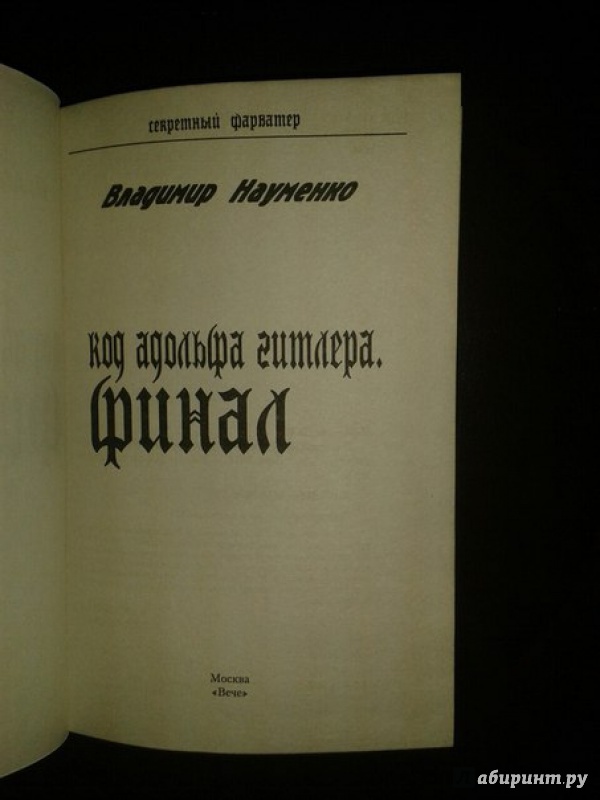 секретный фарватер
Владимир Науменко
код адольфа гитлера.
финал
Москва
«Вече»
абиринт.ру